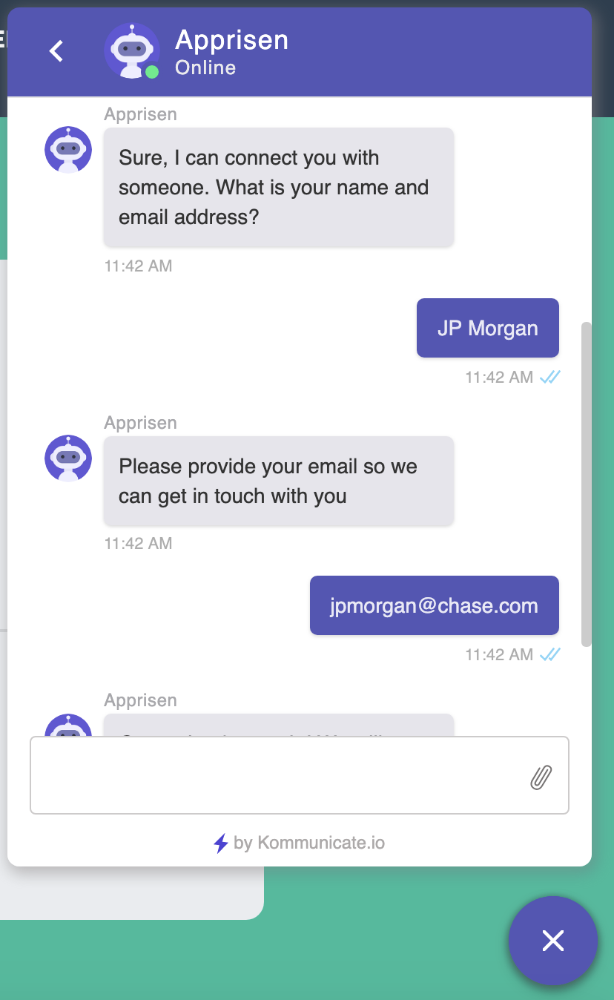 Apprisen
Online
Apprisen
Sure, I can connect you with
someone. What is your name and
email address?
11:42 AM
JP Morgan
11:42 AM
Apprisen
Please provide your email so we
can get in touch with you
11:42 AM
jpmorgan@chase.com
11:42 AM
Apprisen
by Kommunicate.io